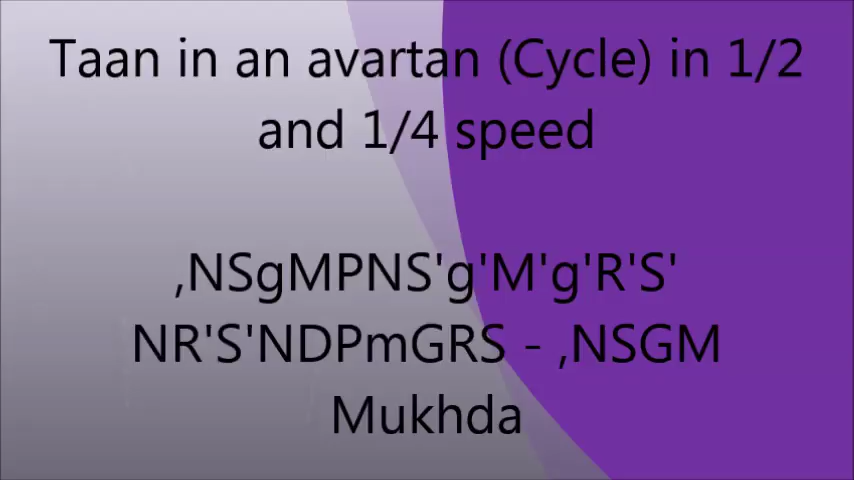 Taan in an avartan (Cycle) in 1/2
and 1/4 speed
,NSgMPNS'g'M'g'R'S'
NR'S'NDPmGRS - ,NSGM
Mukhda